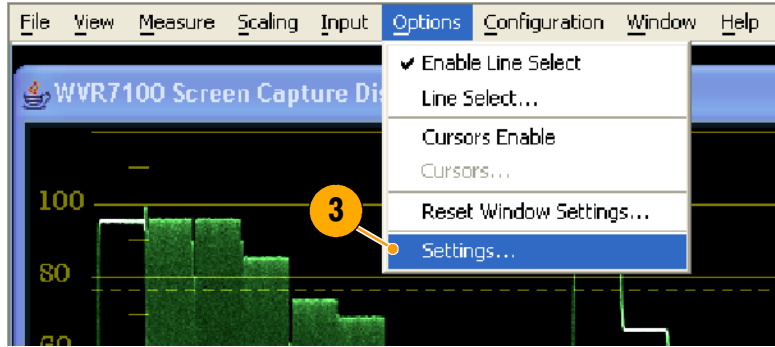 File View Measure Scaling Input Options Configuration Window Help
Enable Line Select
WVR7100 Screen Capture Di
Line Select...
Cursors Enable
Cursors...
100
3
Reset Window Settings...
Settings...
80
60